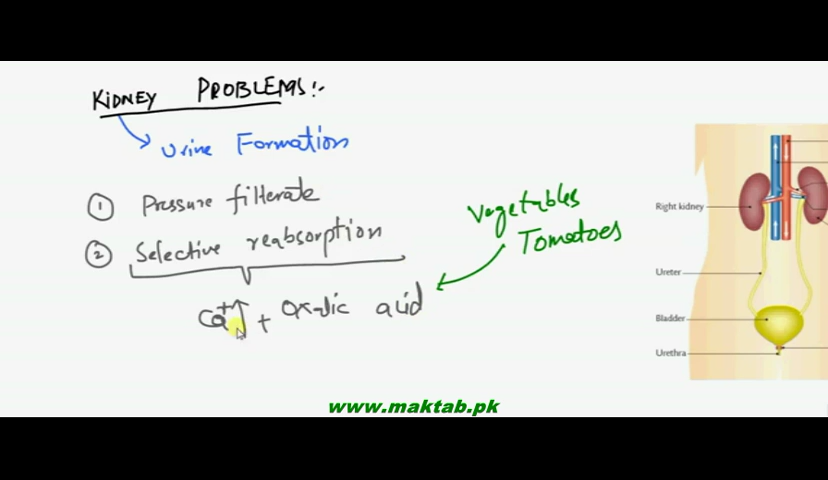 KIDNEY PROBLEMS:-
Urine Formation
① Pressure filterate
② Selective reabsorption
Ca⁺↑ + Oxalic acid
Vegetables
Tomatoes
Right kidney
Ureter
Bladder
Urethra
www.maktab.pk